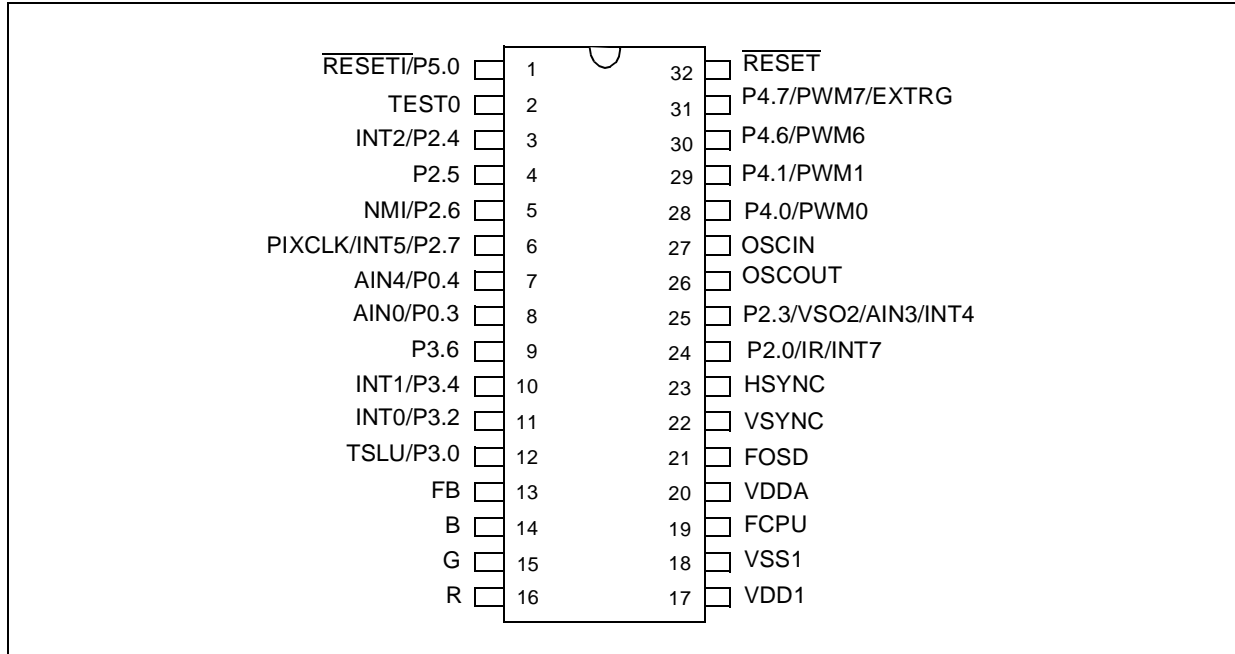 RESETI/P5.0 1 32 RESET
TEST0 2 31 P4.7/PWM7/EXTRG
INT2/P2.4 3 30 P4.6/PWM6
P2.5 4 29 P4.1/PWM1
NMI/P2.6 5 28 P4.0/PWM0
PIXCLK/INT5/P2.7 6 27 OSCIN
AIN4/P0.4 7 26 OSCOUT
AIN0/P0.3 8 25 P2.3/VSO2/AIN3/INT4
P3.6 9 24 P2.0/IR/INT7
INT1/P3.4 10 23 HSYNC
INT0/P3.2 11 22 VSYNC
TSLU/P3.0 12 21 FOSD
FB 13 20 VDDA
B 14 19 FCPU
G 15 18 VSS1
R 16 17 VDD1